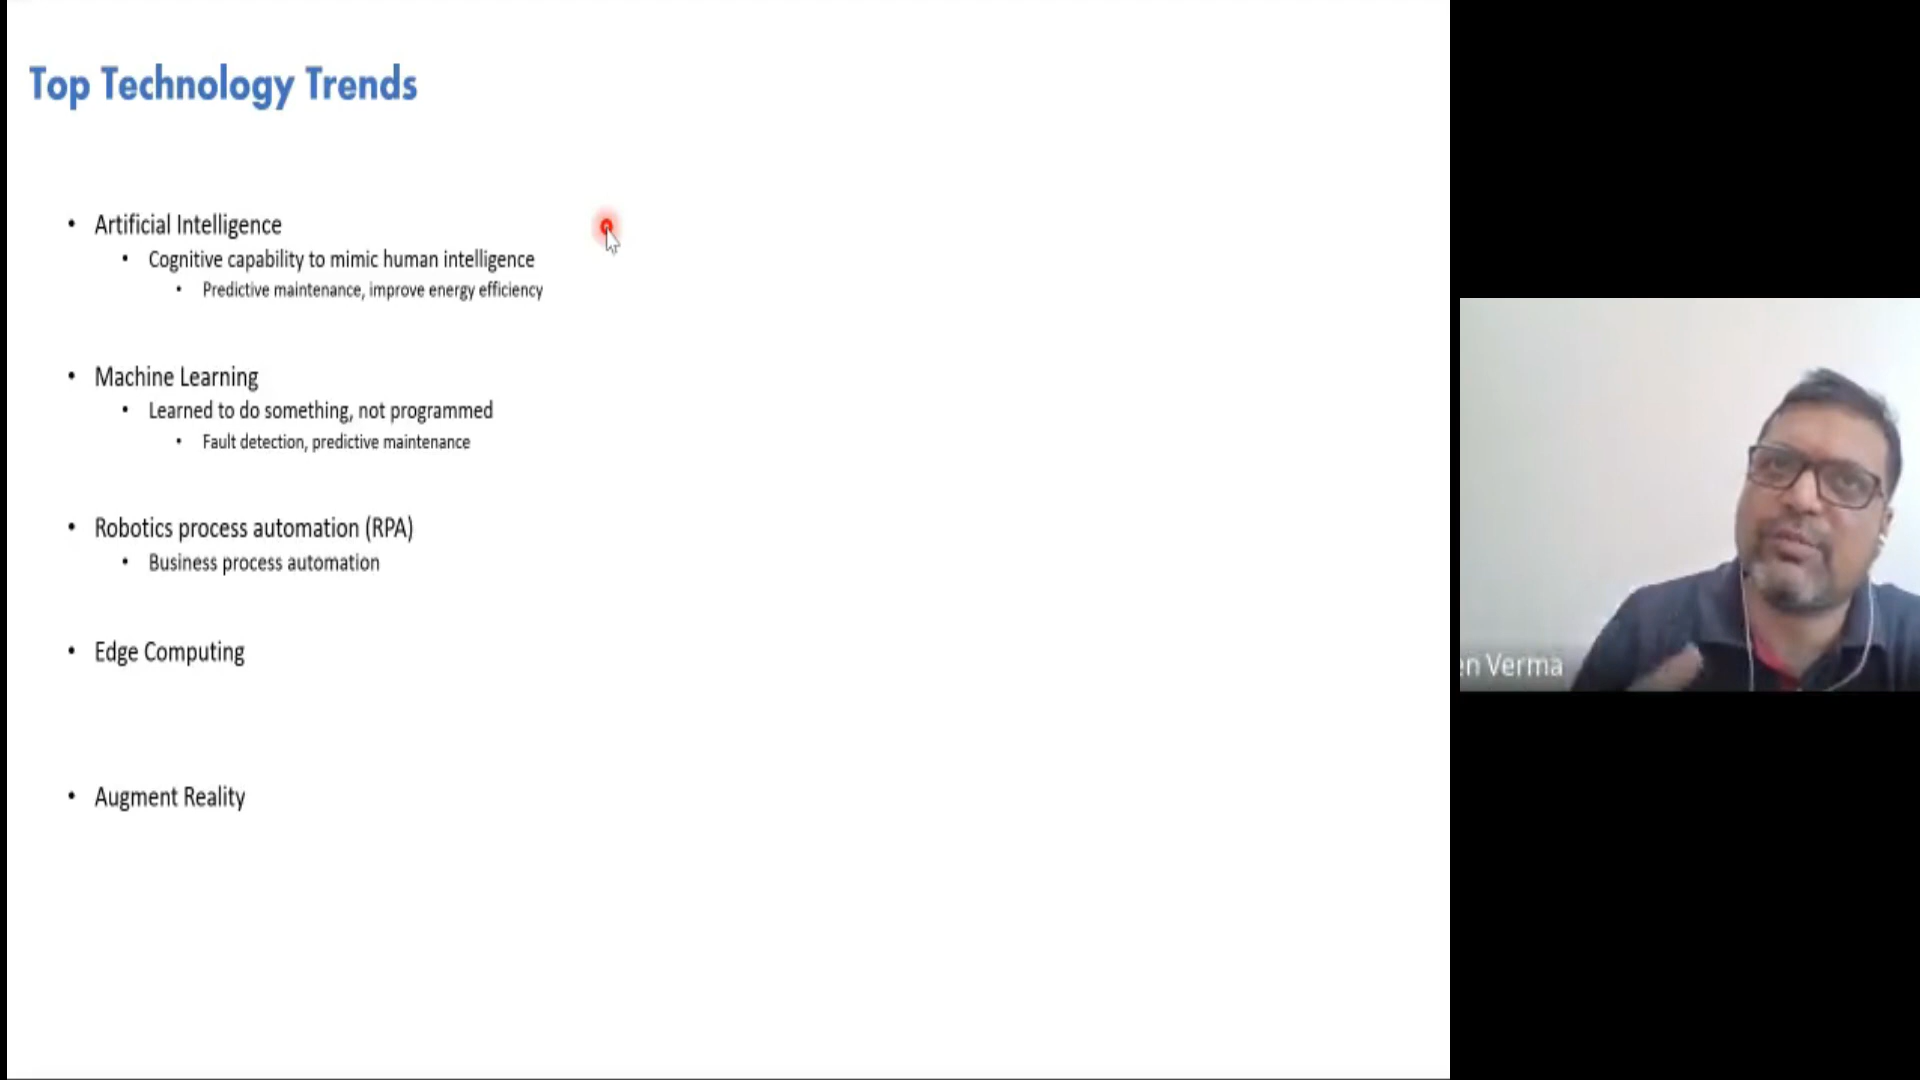 Top Technology Trends
• Artificial Intelligence
• Cognitive capability to mimic human intelligence
• Predictive maintenance, improve energy efficiency
• Machine Learning
• Learned to do something, not programmed
• Fault detection, predictive maintenance
• Robotics process automation (RPA)
• Business process automation
• Edge Computing
• Augment Reality
Verma